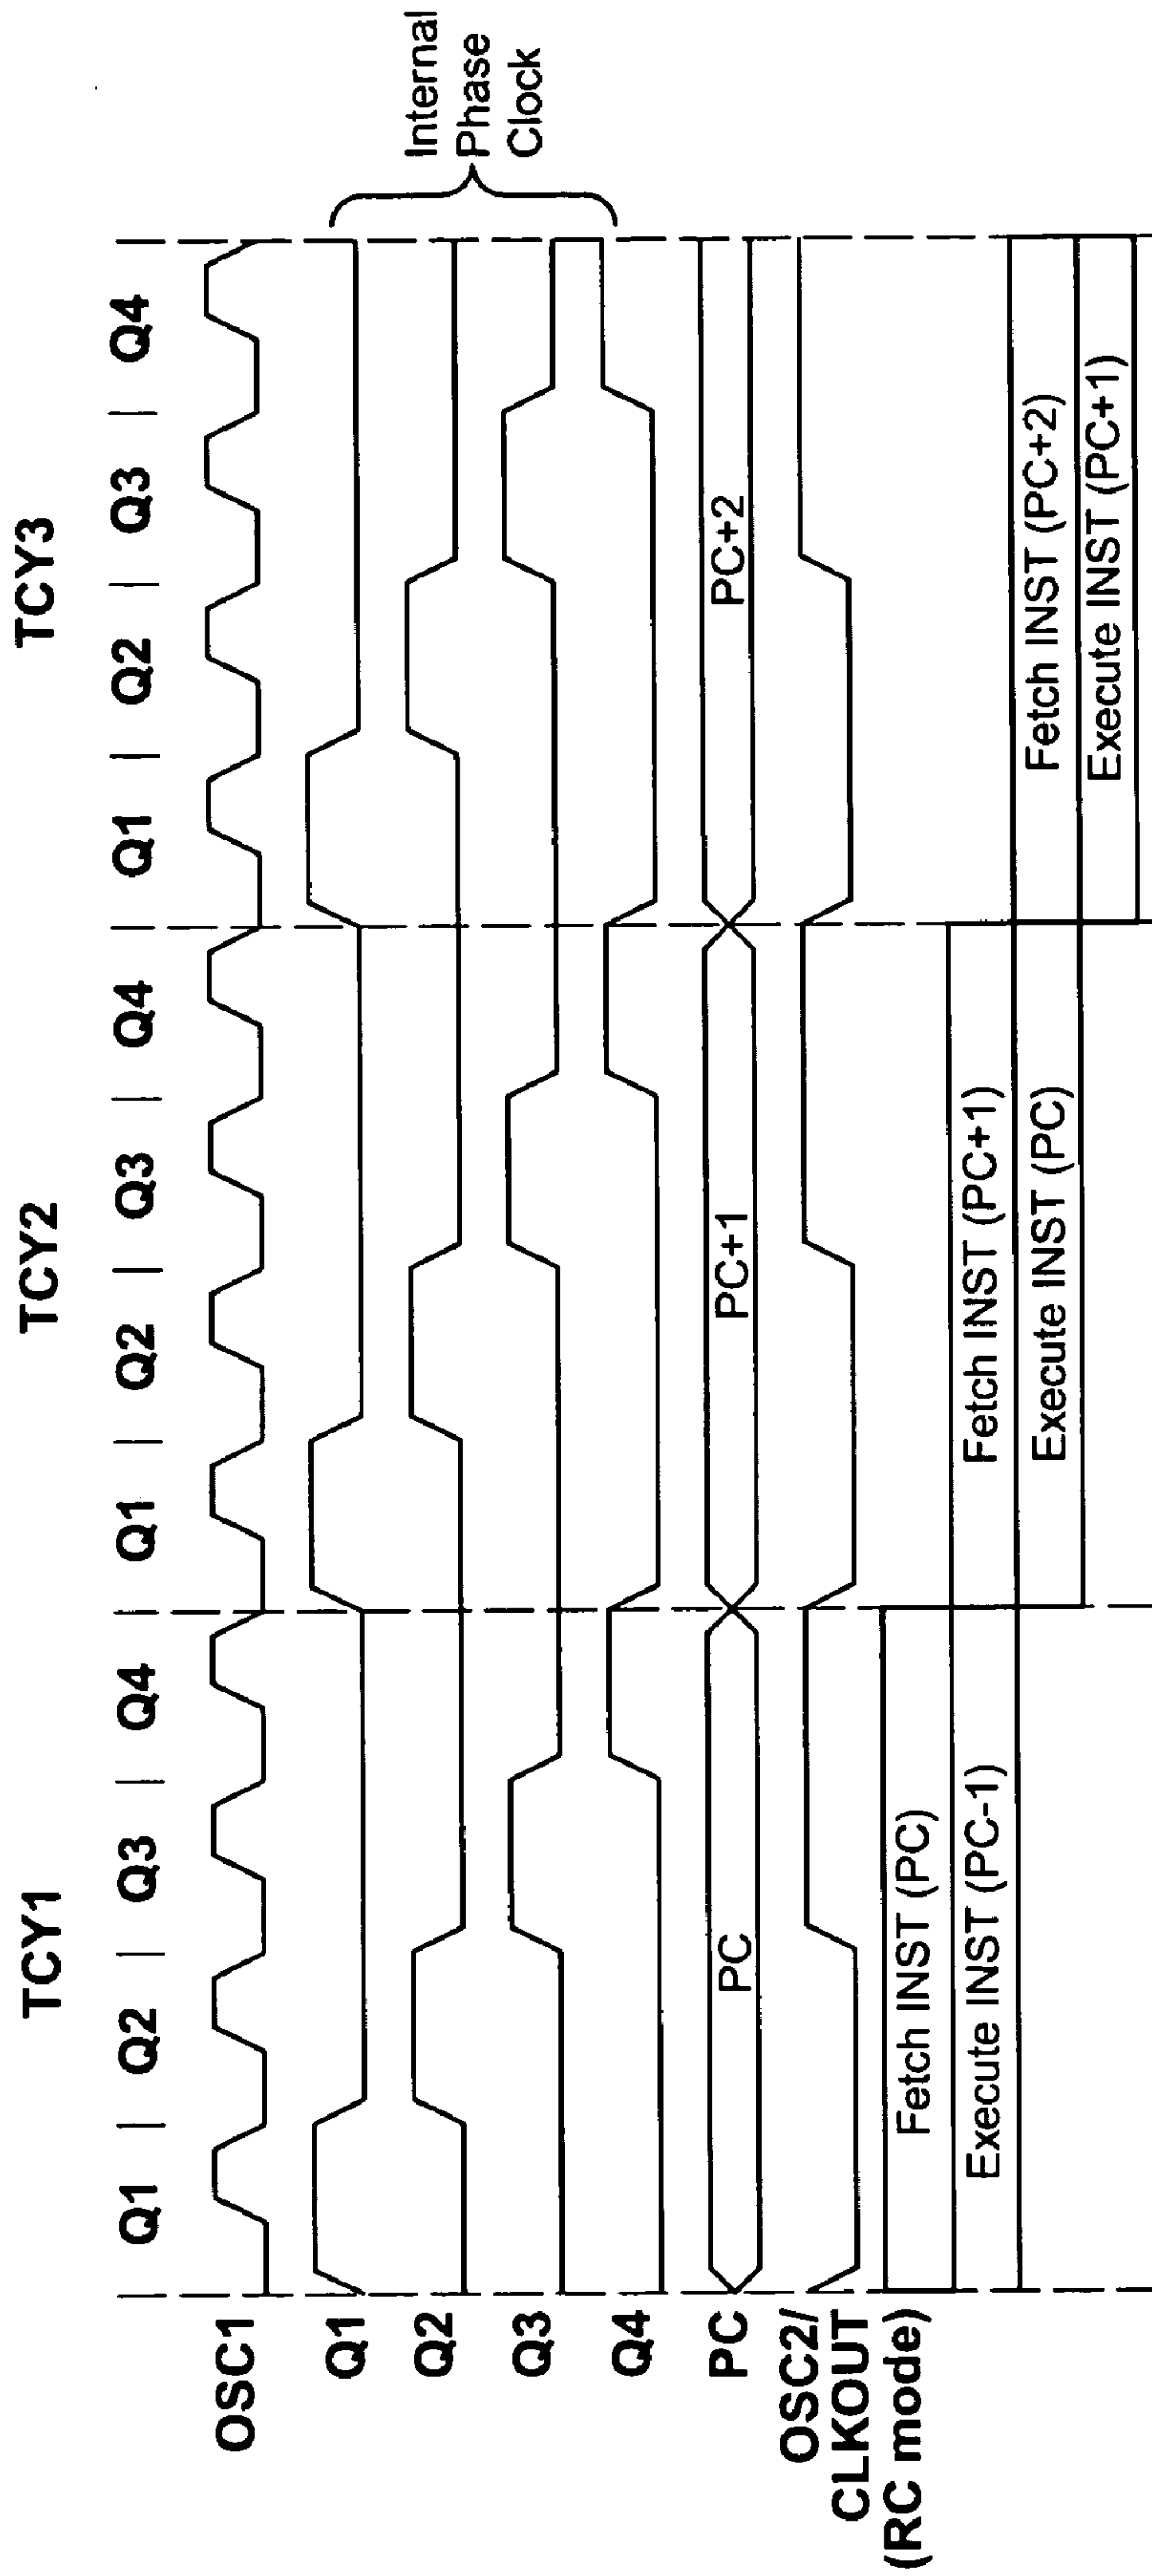 TCY1 TCY2 TCY3
Q1 Q2 Q3 Q4 Q1 Q2 Q3 Q4 Q1 Q2 Q3 Q4
OSC1
Q1
Q2
Q3
Q4
Internal
Phase
Clock
PC PC PC+1 PC+2
OSC2/
CLKOUT
(RC mode)
Fetch INST (PC)
Execute INST (PC-1) Fetch INST (PC+1)
Execute INST (PC) Fetch INST (PC+2)
Execute INST (PC+1)